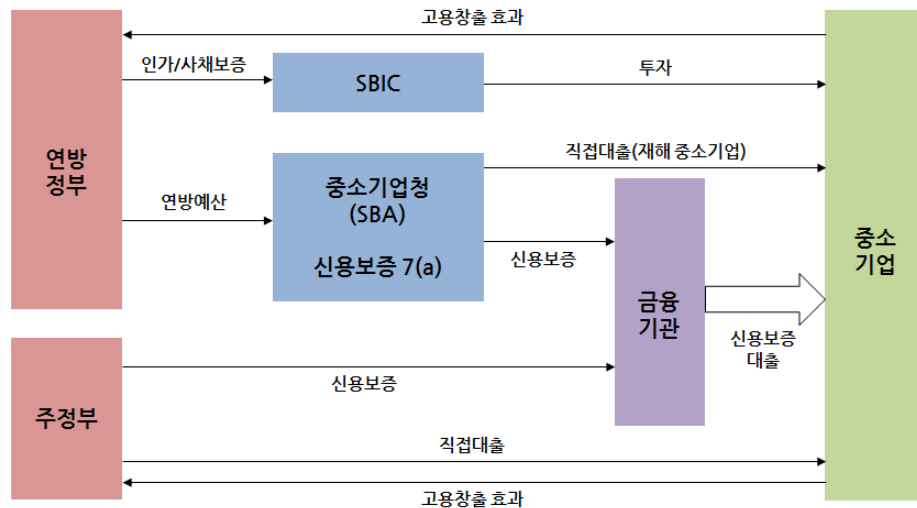 고용창출 효과
인가/사채보증
SBIC
투자
연방
정부
직접대출(재해 중소기업)
중소기업청
(SBA)
신용보증 7(a)
연방예산
신용보증
중소
기업
금융
기관
신용보증
대출
주정부
신용보증
직접대출
고용창출 효과